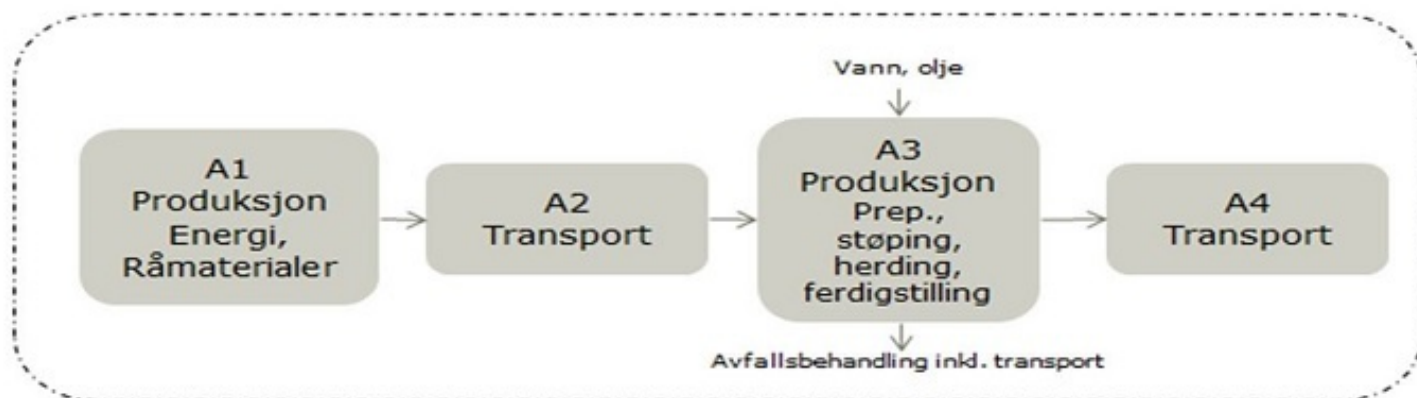 A1
Produksjon
Energi,
Råmaterialer
A2
Transport
Vann, olje
A3
Produksjon
Prep.,
støping,
herding,
ferdigstilling
Avfallsbehandling inkl. transport
A4
Transport